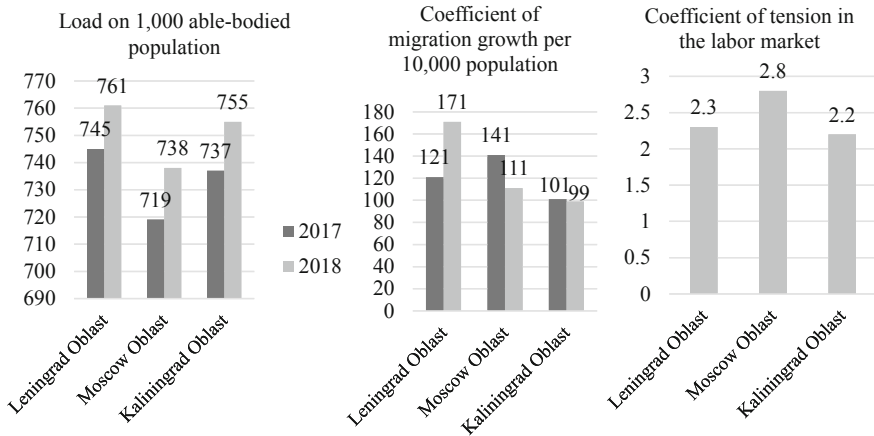 Load on 1,000 able-bodied
population
770
760
750
740
730
720
710
700
690
761
745
738
719
755
737
Leningrad Oblast
Moscow Oblast
Kaliningrad Oblast
2017
2018
Coefficient of
migration growth per
10,000 population
180
160
140
120
100
80
60
40
20
0
171
121
141
111
101
99
Leningrad Oblast
Moscow Oblast
Kaliningrad Oblast
Coefficient of tension in
the labor market
3
2.5
2
1.5
1
0.5
0
2.3
2.8
2.2
Leningrad Oblast
Moscow Oblast
Kaliningrad Oblast